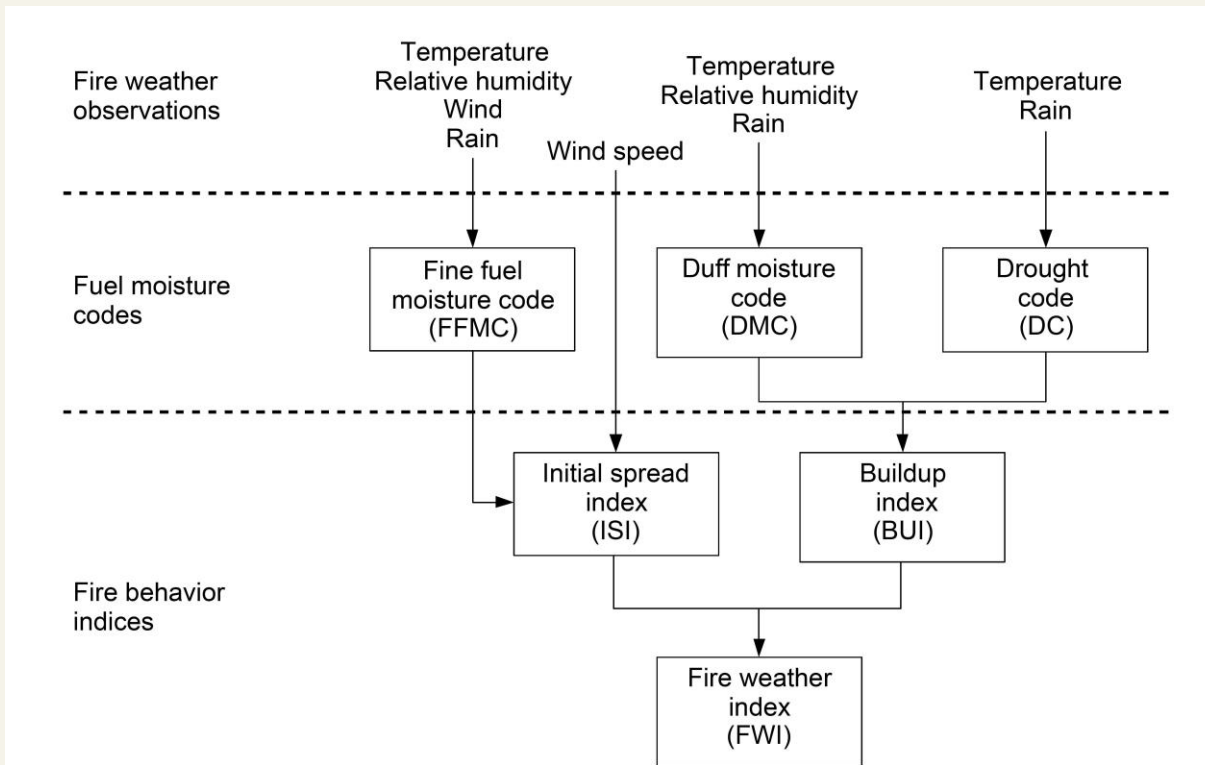 Fire weather
observations
Temperature
Relative humidity
Wind
Rain
Wind speed
Temperature
Relative humidity
Rain
Temperature
Rain
Fuel moisture
codes
Fine fuel
moisture code
(FFMC)
Duff moisture
code
(DMC)
Drought
code
(DC)
Fire behavior
indices
Initial spread
index
(ISI)
Buildup
index
(BUI)
Fire weather
index
(FWI)